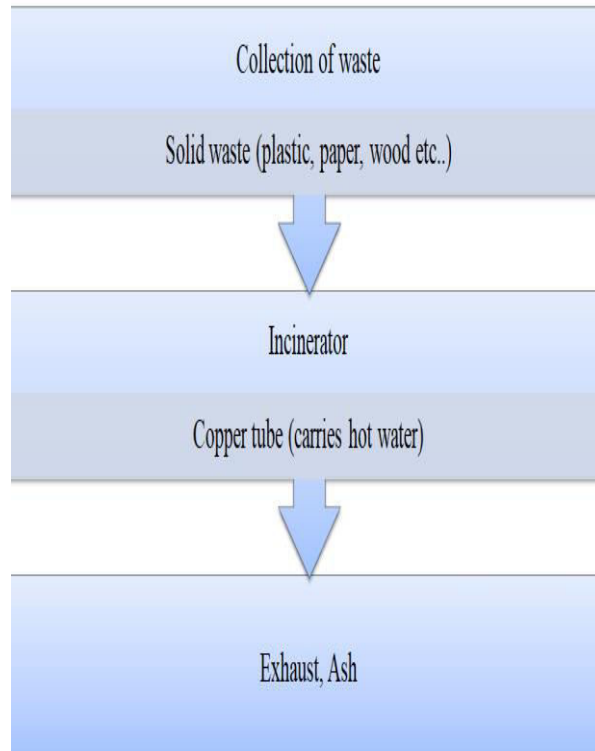 Collection of waste
Solid waste (plastic, paper, wood etc..)
Incinerator
Copper tube (carries hot water)
Exhaust, Ash